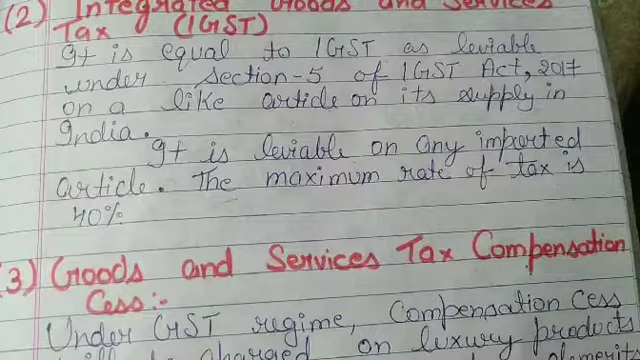 (2) Integrated Goods and Services
Tax (IGST)
It is equal to IGST as leviable
under section-5 of IGST Act, 2017
on a like article on its supply in
India.
It is leviable on any imported
article. The maximum rate of tax is
40%
(3) Goods and Services Tax Compensation
Cess:-
Under GST regime, Compensation Cess
charged on luxury products